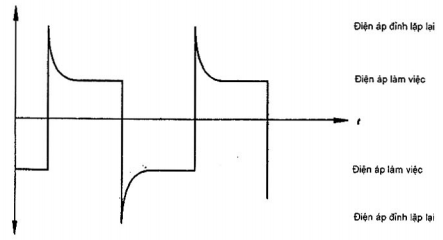 Điện áp đỉnh lặp lại
Điện áp làm việc
t
Điện áp làm việc
Điện áp đỉnh lặp lại